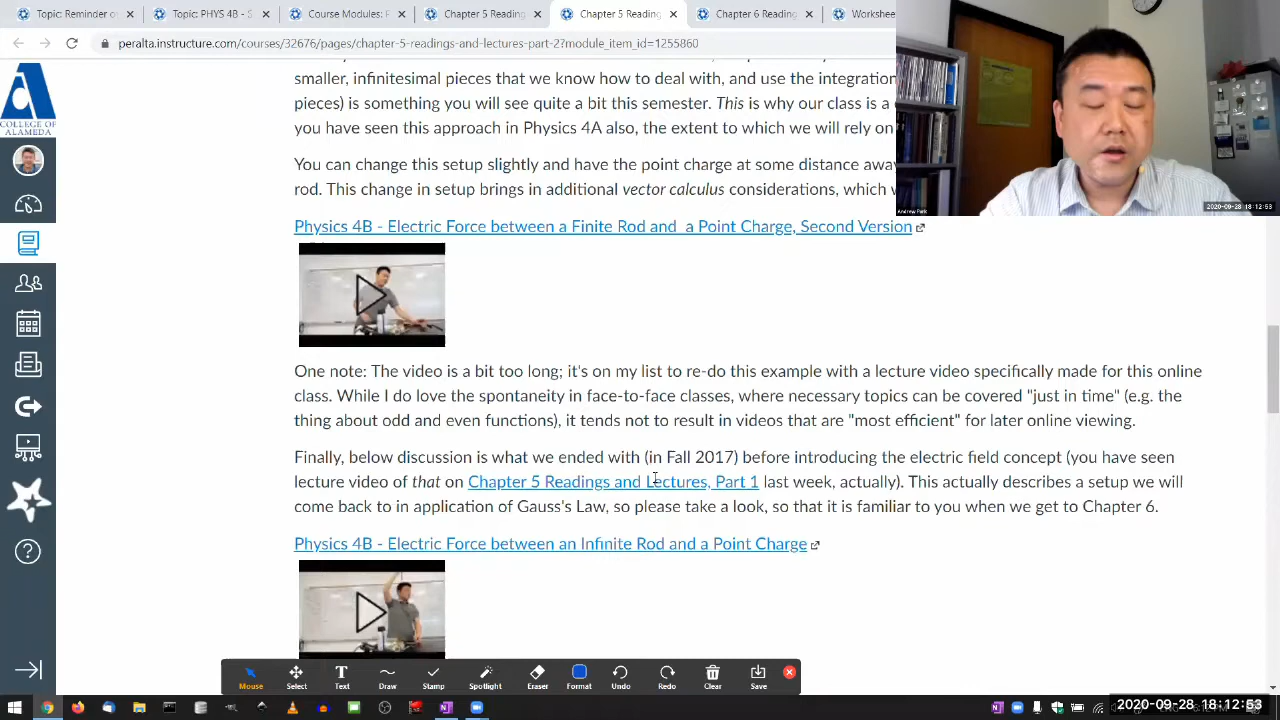 Topic: Reminder o
Topic: PHYS 4B - S
Course Modules: P
Chapter 5 Reading
Chapter 5 Reading
Chapter 6 Reading
Worksheet
peralta.instructure.com/courses/32676/pages/chapter-5-readings-and-lectures-part-2?module_item_id=1255860
smaller, infinitesimal pieces that we know how to deal with, and use the integration
pieces) is something you will see quite a bit this semester. This is why our class is a
you have seen this approach in Physics 4A also, the extent to which we will rely on
You can change this setup slightly and have the point charge at some distance away
rod. This change in setup brings in additional vector calculus considerations, which w
Physics 4B - Electric Force between a Finite Rod and a Point Charge, Second Version
One note: The video is a bit too long; it's on my list to re-do this example with a lecture video specifically made for this online
class. While I do love the spontaneity in face-to-face classes, where necessary topics can be covered "just in time" (e.g. the
thing about odd and even functions), it tends not to result in videos that are "most efficient" for later online viewing.
Finally, below discussion is what we ended with (in Fall 2017) before introducing the electric field concept (you have seen
lecture video of that on Chapter 5 Readings and Lectures, Part 1 last week, actually). This actually describes a setup we will
come back to in application of Gauss's Law, so please take a look, so that it is familiar to you when we get to Chapter 6.
Physics 4B - Electric Force between an Infinite Rod and a Point Charge
COLLEGE OF
ALAMEDA
Andrew Park
2020-09-28 18:12:53
Mouse
Select
Text
Draw
Stamp
Spotlight
Eraser
Format
Undo
Redo
Clear
Save
2020-09-28 18:12:53